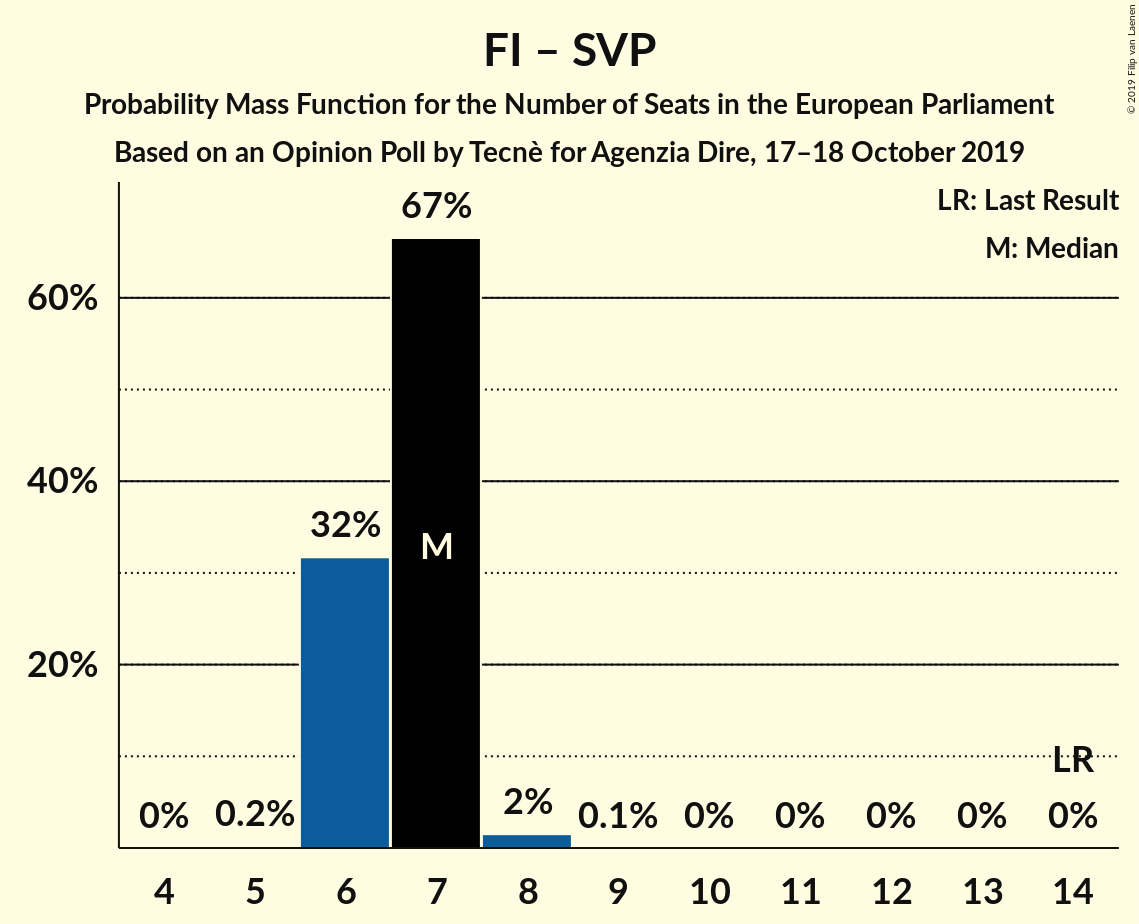 FI – SVP
Probability Mass Function for the Number of Seats in the European Parliament
Based on an Opinion Poll by Tecnè for Agenzia Dire, 17–18 October 2019
© 2019 Filip van Laenen
LR: Last Result
M: Median
67%
60%
40%
32%
M
20%
LR
0% 0.2% 2% 0.1% 0% 0% 0% 0% 0%
4 5 6 7 8 9 10 11 12 13 14